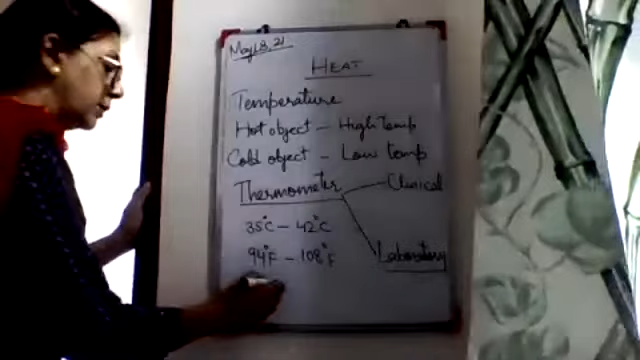 May 18, 21
HEAT
Temperature
Hot object – High Temp
Cold object – Low temp
Thermometer
Clinical
35°C – 42°C
94°F – 108°F
Laboratory